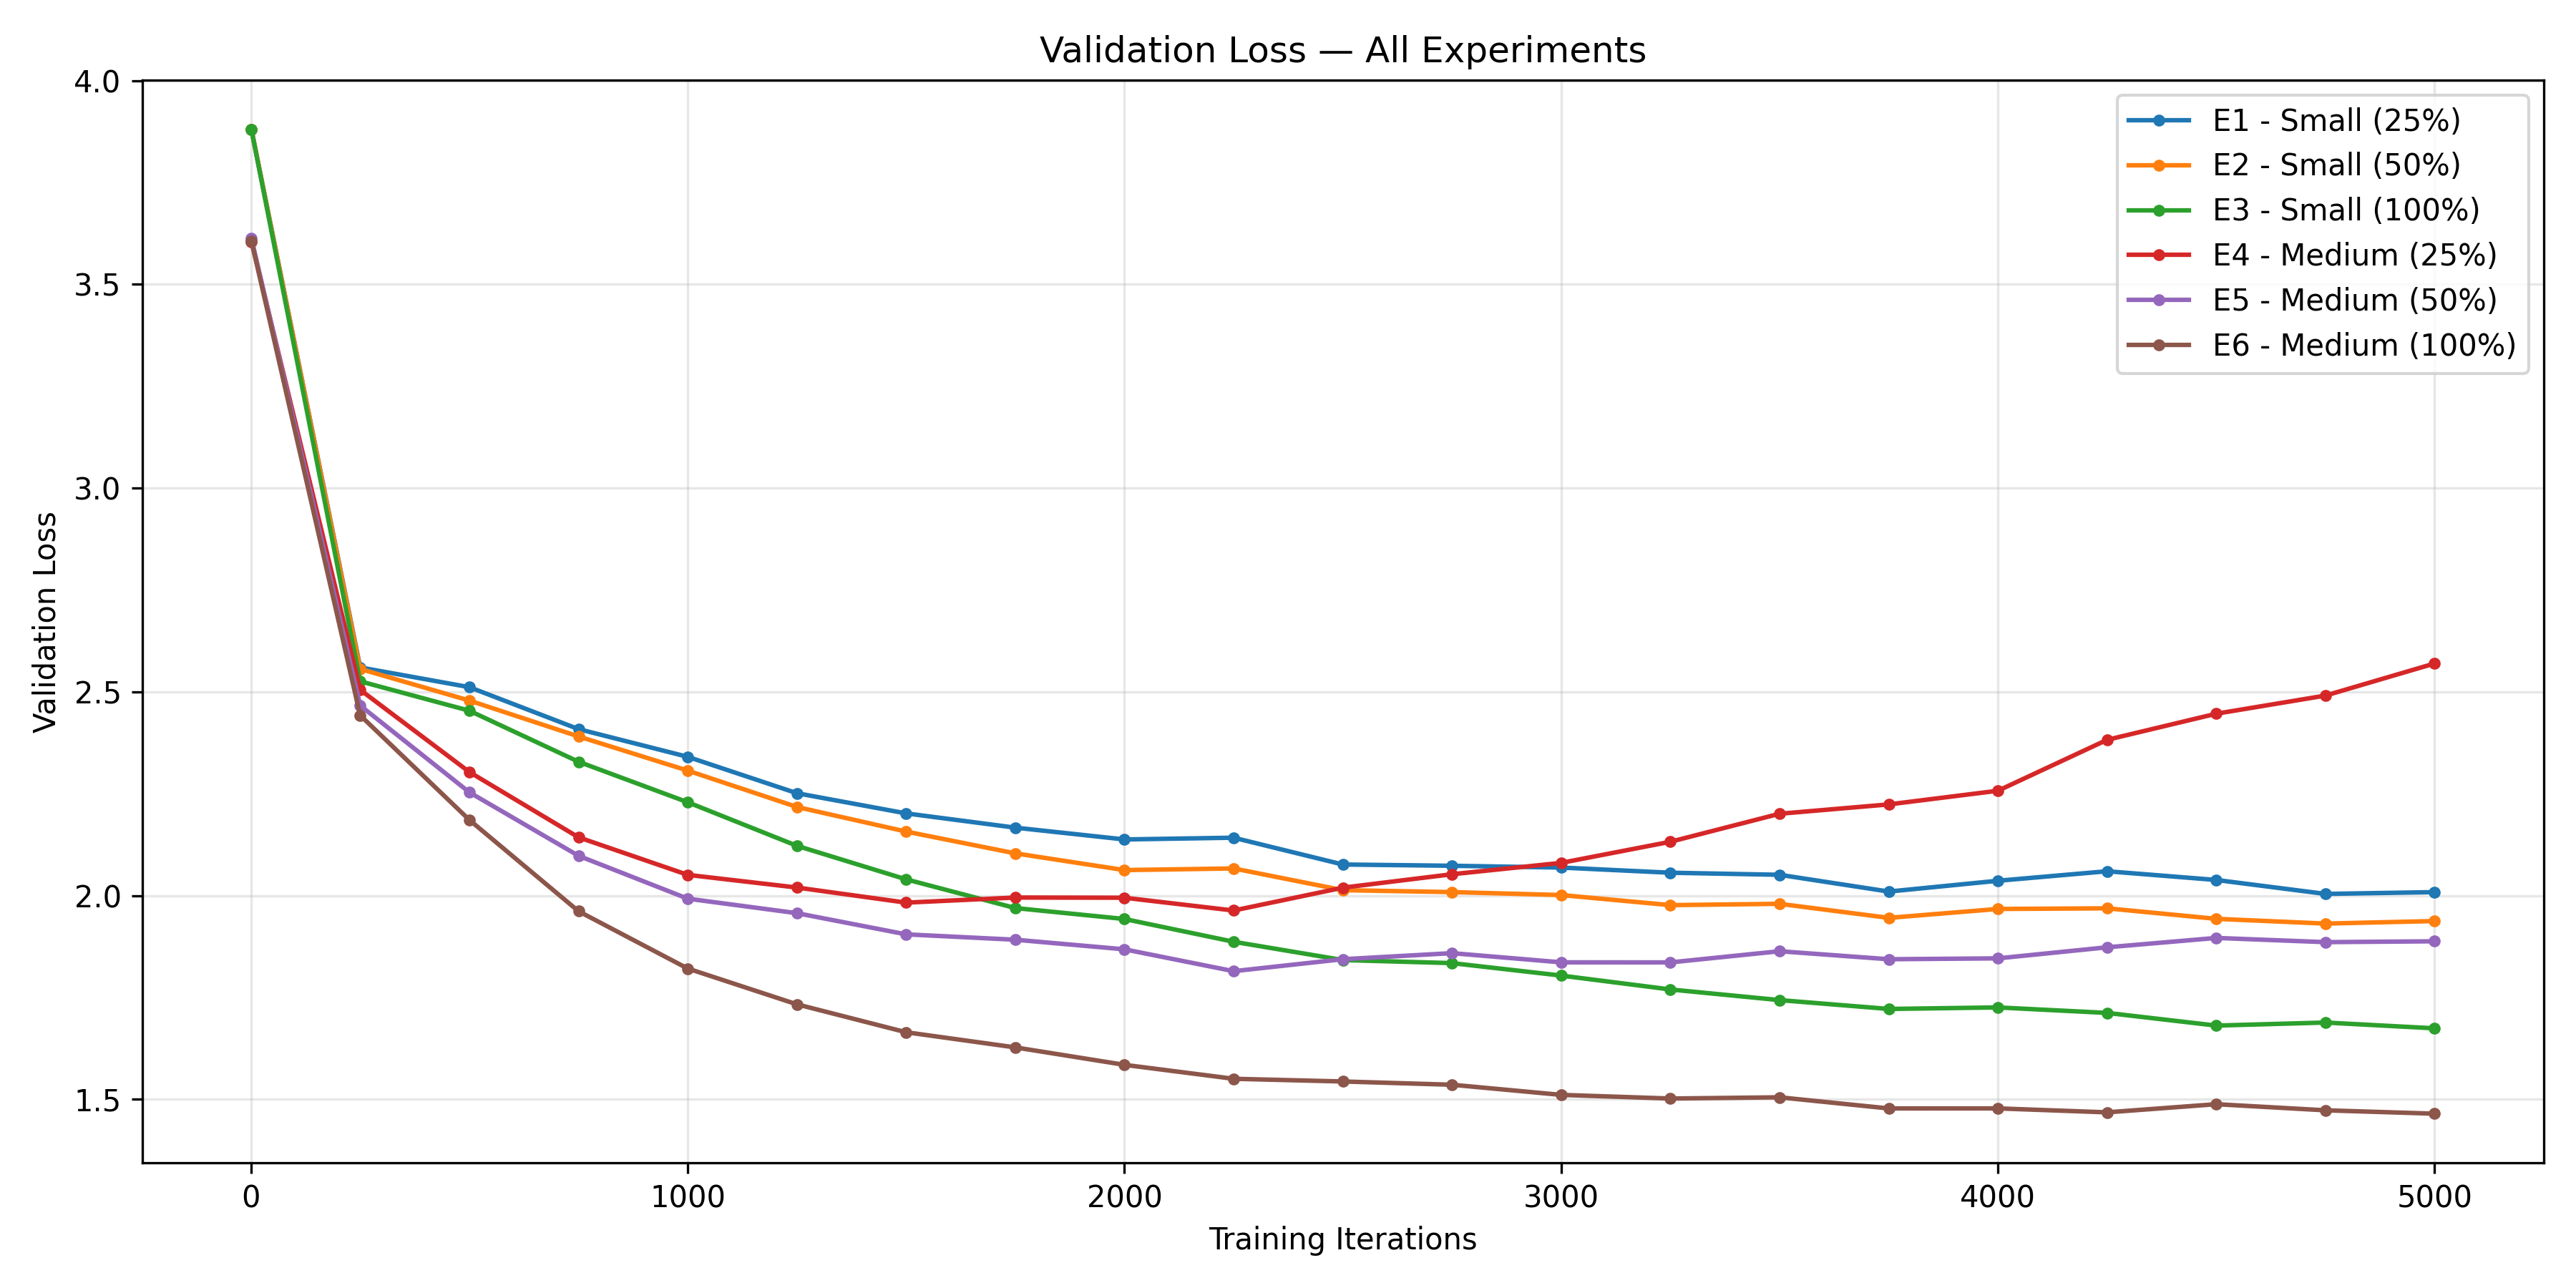 Validation Loss — All Experiments
4.0
3.5
3.0
2.5
2.0
1.5
Validation Loss
E1 - Small (25%)
E2 - Small (50%)
E3 - Small (100%)
E4 - Medium (25%)
E5 - Medium (50%)
E6 - Medium (100%)
0 1000 2000 3000 4000 5000
Training Iterations